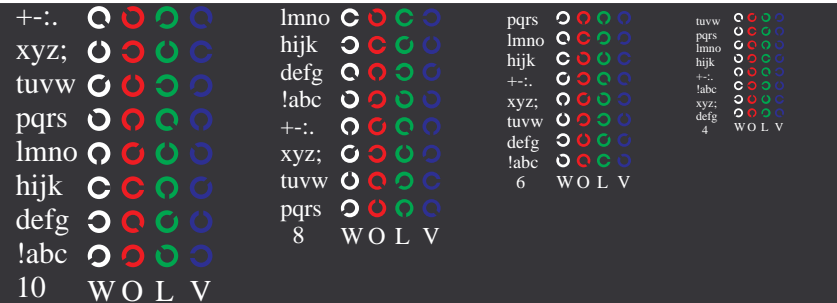 +-:.
xyz;
tuvw
pqrs
lmno
hijk
defg
!abc
10 W O L V
lmno
hijk
defg
!abc
+-:.
xyz;
tuvw
pqrs
8 W O L V
pqrs
lmno
hijk
+-:.
xyz;
tuvw
defg
!abc
6 W O L V
tuvw
pqrs
lmno
hijk
+-:.
!abc
xyz;
defg
4 W O L V